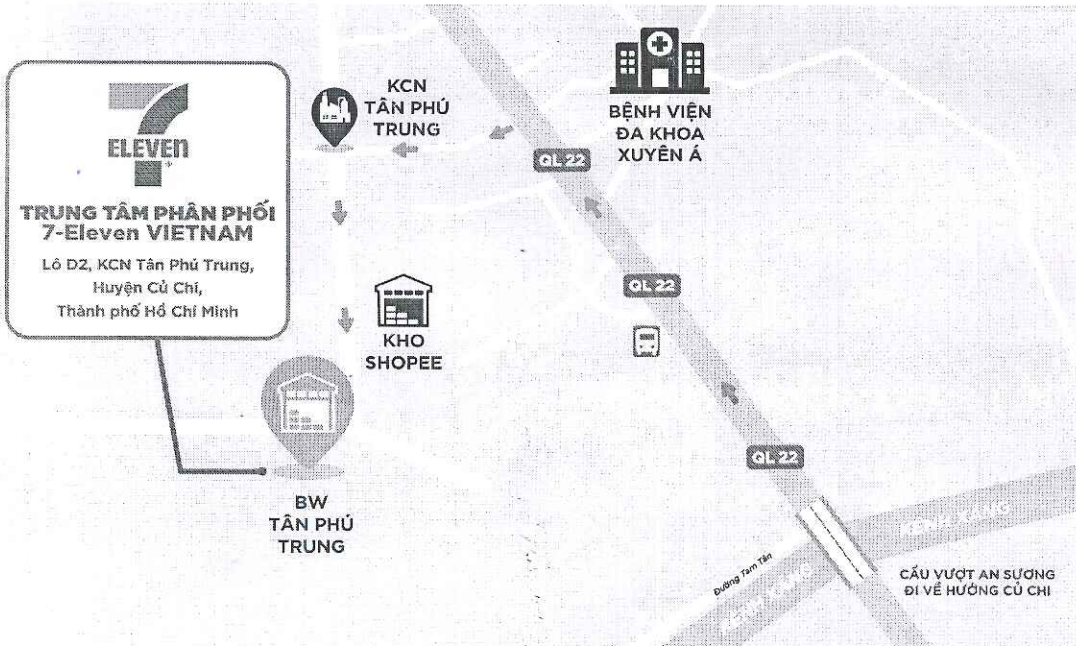 7
ELEVEN
TRUNG TÂM PHÂN PHỐI
7-Eleven VIETNAM
Lô D2, KCN Tân Phú Trung,
Huyện Củ Chi,
Thành phố Hồ Chí Minh
KCN
TÂN PHÚ
TRUNG
BỆNH VIỆN
ĐA KHOA
XUYÊN Á
QL 22
QL 22
KHO
SHOPEE
BW
TÂN PHÚ
TRUNG
QL 22
KÊNH XÁNG
Đường Tam Tân
KÊNH XÁNG
CẦU VƯỢT AN SƯƠNG
ĐI VỀ HƯỚNG CỦ CHI